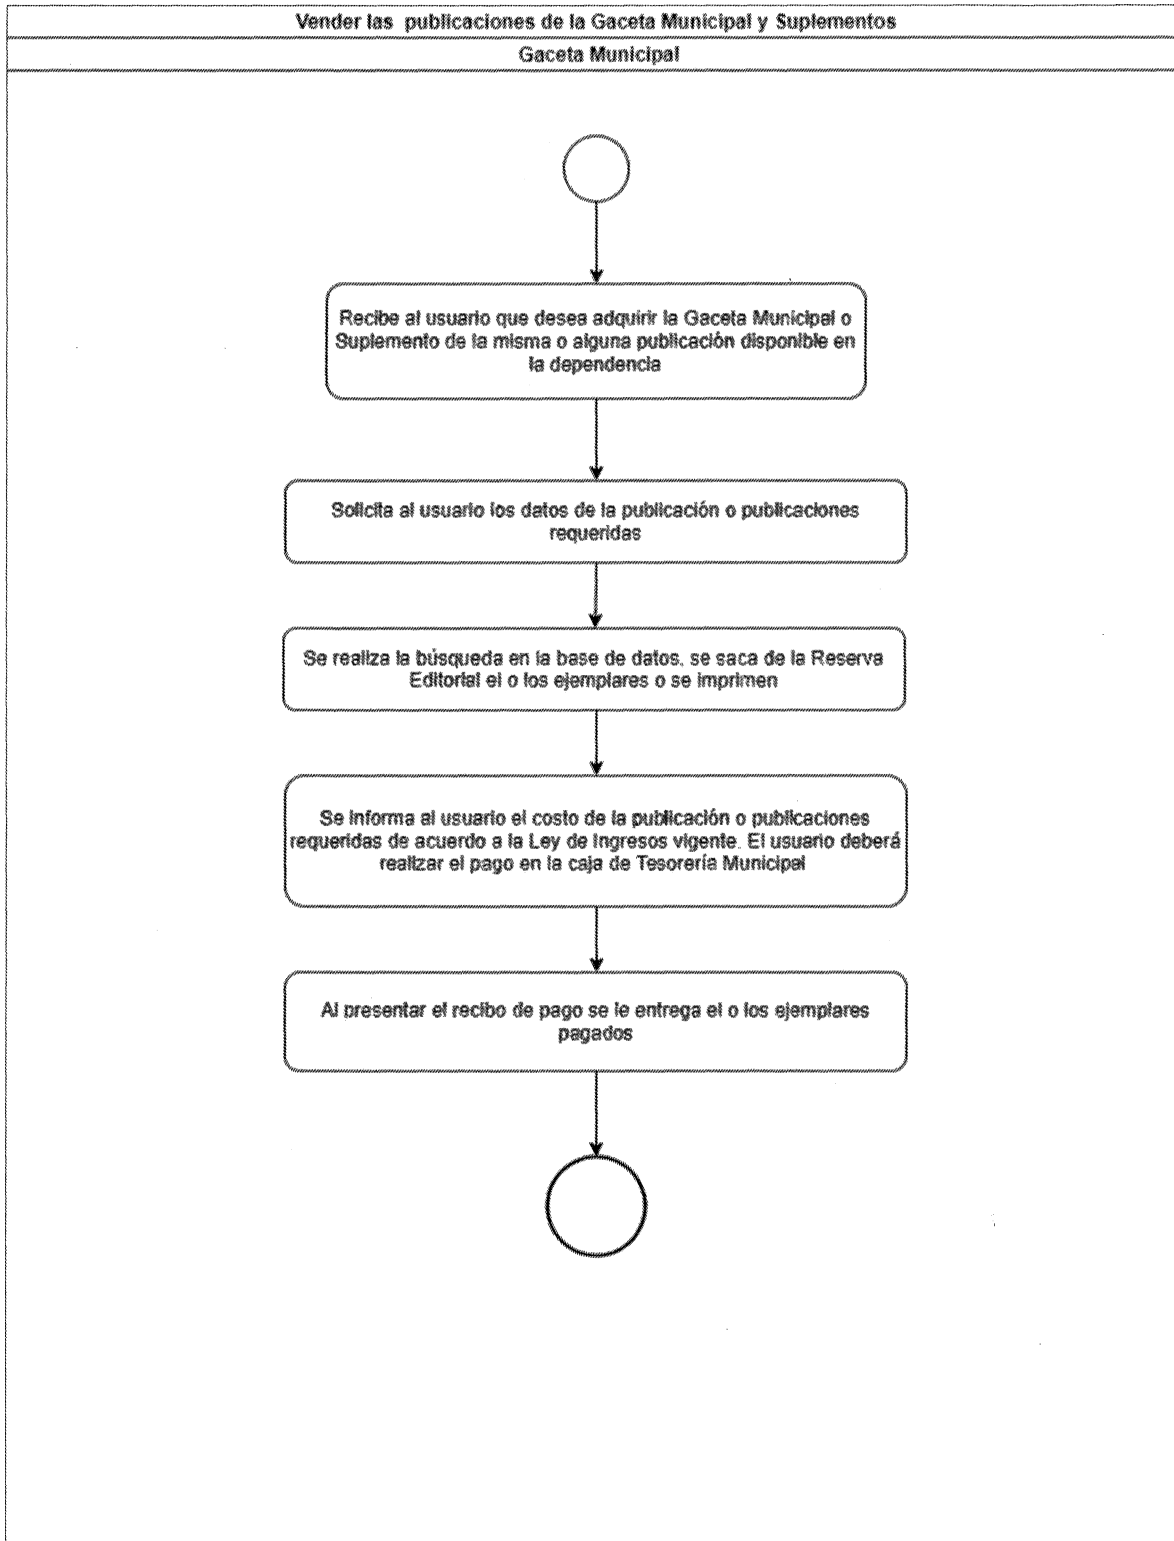 Vender las publicaciones de la Gaceta Municipal y Suplementos
Gaceta Municipal
Recibe al usuario que desea adquirir la Gaceta Municipal o
Suplemento de la misma o alguna publicación disponible en
la dependencia
Solicita al usuario los datos de la publicación o publicaciones
requeridas
Se realiza la búsqueda en la base de datos, se saca de la Reserva
Editorial el o los ejemplares o se imprimen
Se informa al usuario el costo de la publicación o publicaciones
requeridas de acuerdo a la Ley de Ingresos vigente. El usuario deberá
realizar el pago en la caja de Tesorería Municipal
Al presentar el recibo de pago se le entrega el o los ejemplares
pagados